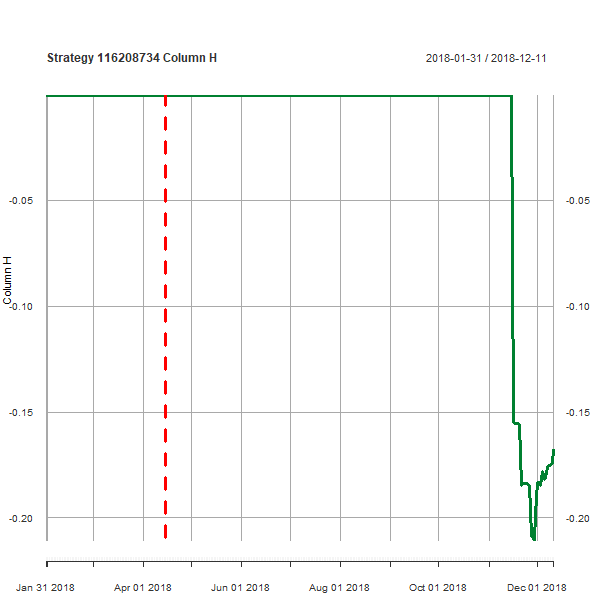 Strategy 116208734 Column H
2018-01-31 / 2018-12-11
-0.05
-0.05
-0.10
-0.10
Column H
-0.15
-0.15
-0.20
-0.20
Jan 31 2018
Apr 01 2018
Jun 01 2018
Aug 01 2018
Oct 01 2018
Dec 01 2018